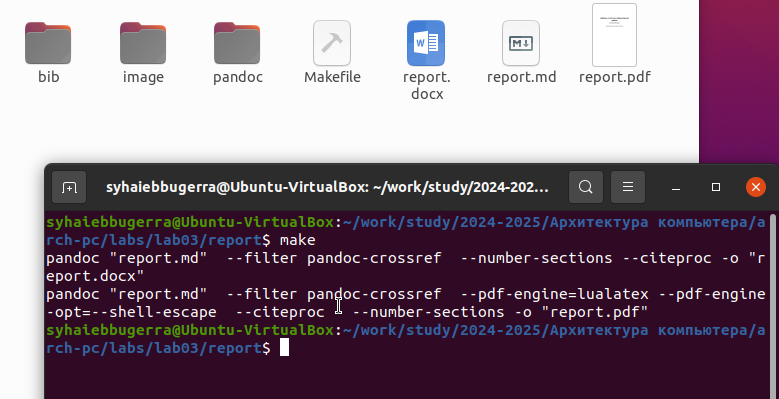 bib
image
pandoc
Makefile
report.
docx
report.md
report.pdf
M
W
syhaiebbugerra@Ubuntu-VirtualBox: ~/work/study/2024-202...
syhaiebbugerra@Ubuntu-VirtualBox:~/work/study/2024-2025/Архитектура компьютера/a
rch-pc/labs/lab03/report$ make
pandoc "report.md"  --filter pandoc-crossref  --number-sections --citeproc -o "r
eport.docx"
pandoc "report.md"  --filter pandoc-crossref  --pdf-engine=lualatex --pdf-engine
-opt=--shell-escape  --citeproc   --number-sections -o "report.pdf"
syhaiebbugerra@Ubuntu-VirtualBox:~/work/study/2024-2025/Архитектура компьютера/a
rch-pc/labs/lab03/report$